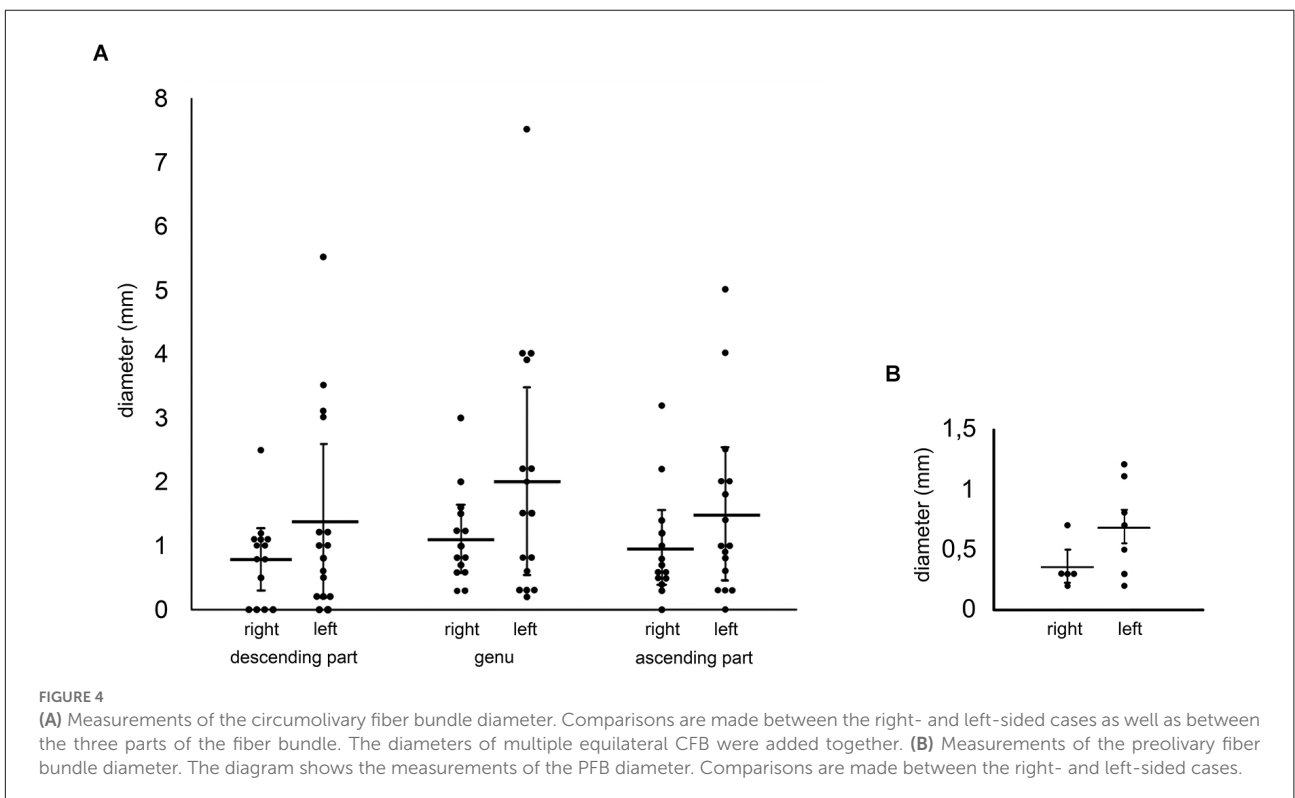 A
8
7
6
5
4
3
2
1
0
diameter (mm)
right left right left right left
descending part genu ascending part
B
1,5
1
0,5
0
diameter (mm)
right left
FIGURE 4
(A) Measurements of the circumolivary fiber bundle diameter. Comparisons are made between the right- and left-sided cases as well as between
the three parts of the fiber bundle. The diameters of multiple equilateral CFB were added together. (B) Measurements of the preolivary fiber
bundle diameter. The diagram shows the measurements of the PFB diameter. Comparisons are made between the right- and left-sided cases.